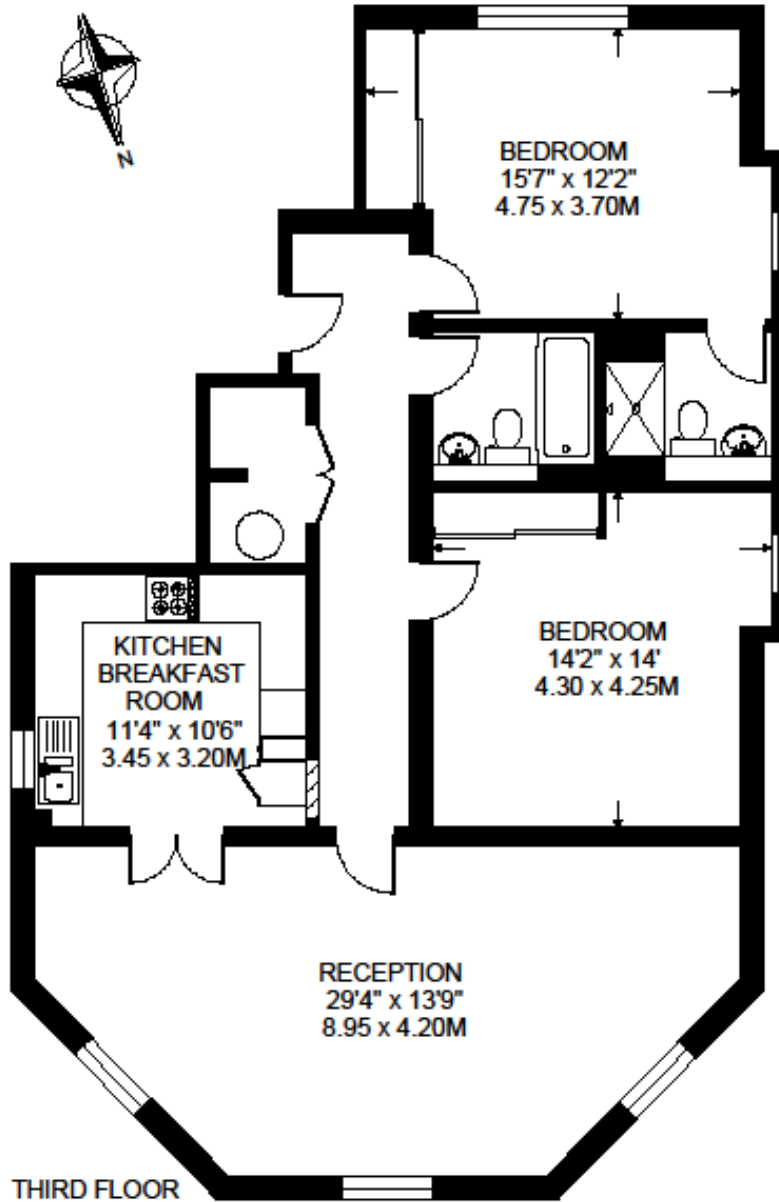 N
BEDROOM
15'7" x 12'2"
4.75 x 3.70M
BEDROOM
14'2" x 14'
4.30 x 4.25M
KITCHEN
BREAKFAST
ROOM
11'4" x 10'6"
3.45 x 3.20M
RECEPTION
29'4" x 13'9"
8.95 x 4.20M
THIRD FLOOR